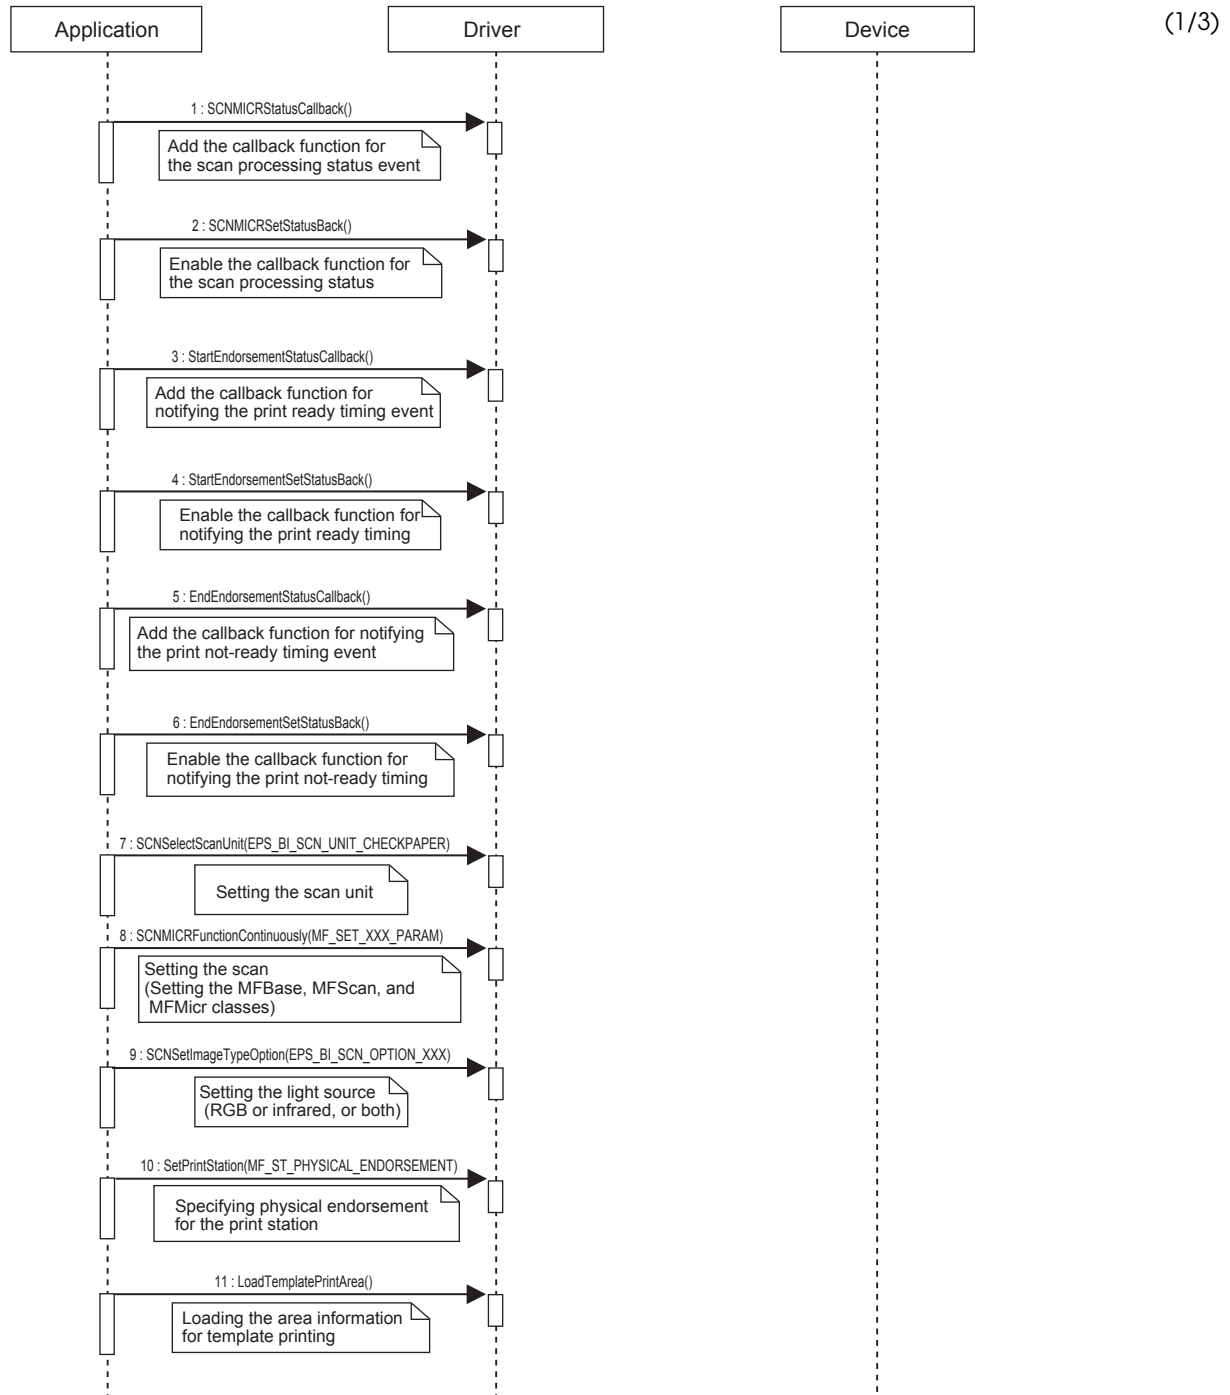 Application
Driver
Device
(1/3)
1 : SCNMICRStatusCallback()
Add the callback function for
the scan processing status event
2 : SCNMICRSetStatusBack()
Enable the callback function for
the scan processing status
3 : StartEndorsementStatusCallback()
Add the callback function for
notifying the print ready timing event
4 : StartEndorsementSetStatusBack()
Enable the callback function for
notifying the print ready timing
5 : EndEndorsementStatusCallback()
Add the callback function for notifying
the print not-ready timing event
6 : EndEndorsementSetStatusBack()
Enable the callback function for
notifying the print not-ready timing
7 : SCNSelectScanUnit(EPS_BI_SCN_UNIT_CHECKPAPER)
Setting the scan unit
8 : SCNMICRFunctionContinuously(MF_SET_XXX_PARAM)
Setting the scan
(Setting the MFBase, MFScan, and
MFMicr classes)
9 : SCNSetImageTypeOption(EPS_BI_SCN_OPTION_XXX)
Setting the light source
(RGB or infrared, or both)
10 : SetPrintStation(MF_ST_PHYSICAL_ENDORSEMENT)
Specifying physical endorsement
for the print station
11 : LoadTemplatePrintArea()
Loading the area information
for template printing